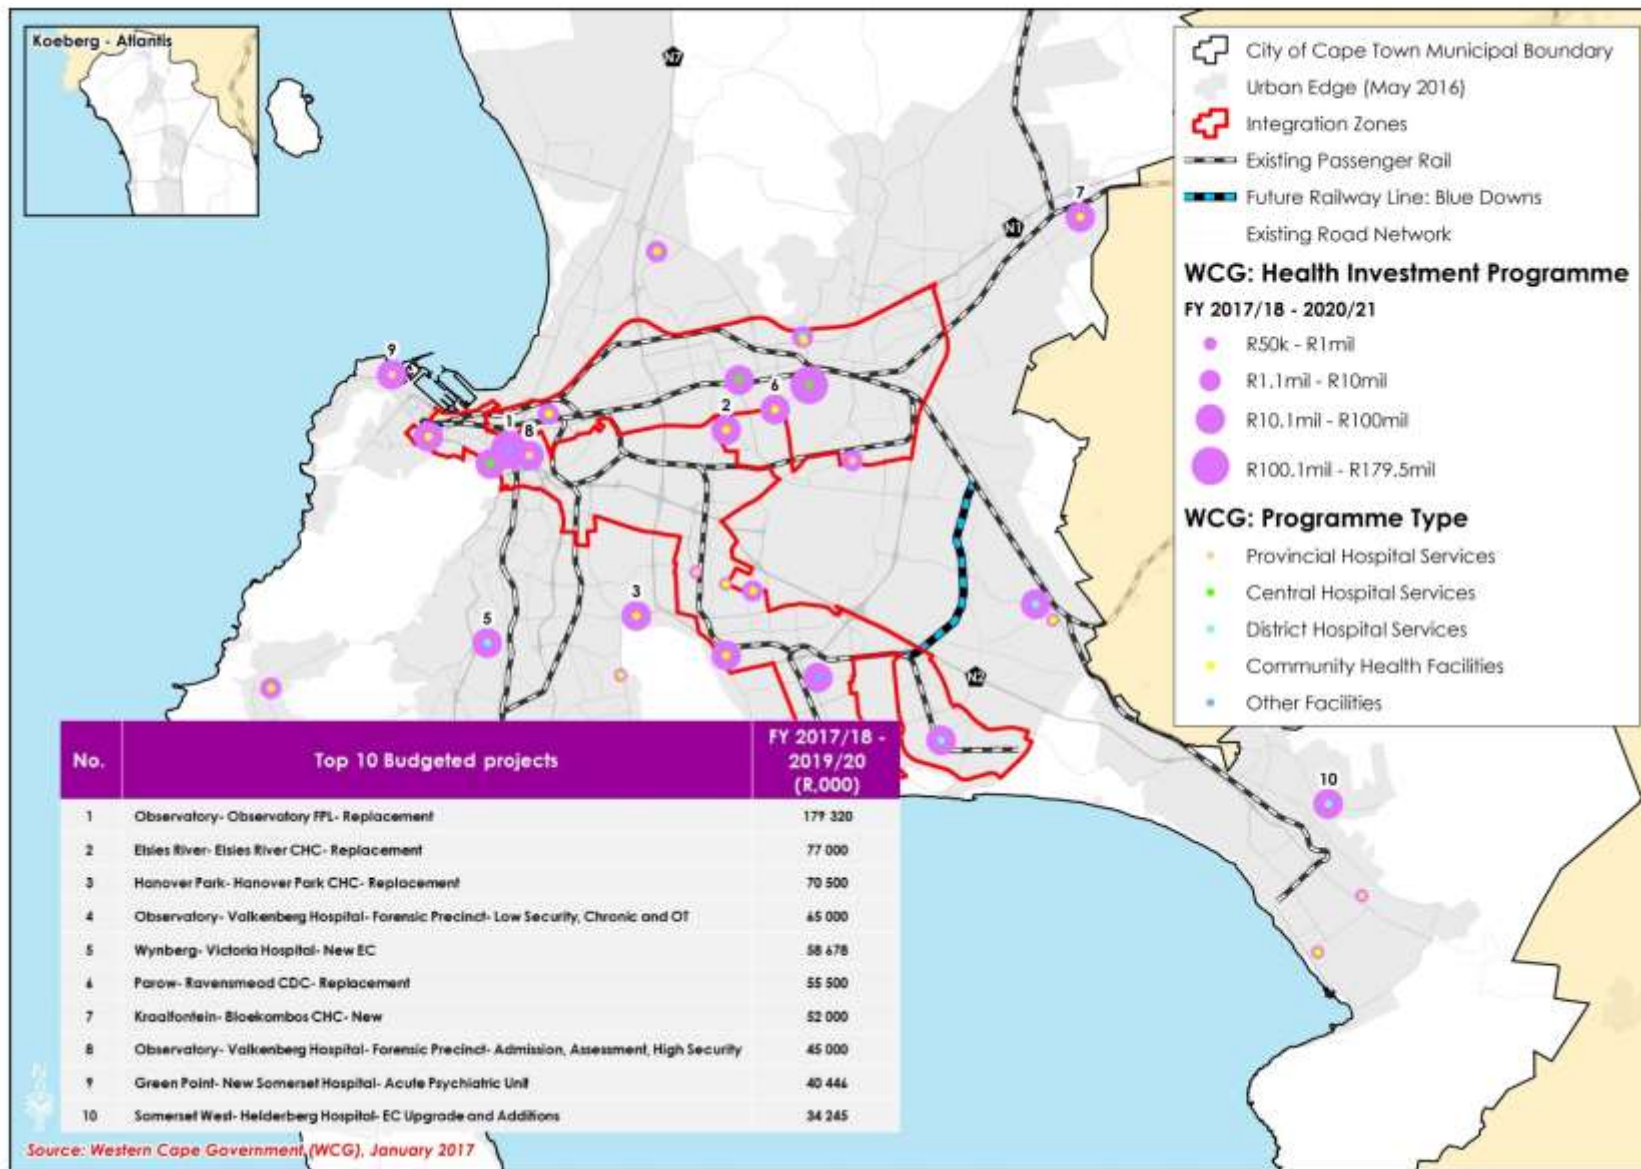 Koeberg - Atlantis
N7
N1
N2
7
9
6
2
1
8
3
5
10
City of Cape Town Municipal Boundary
Urban Edge (May 2016)
Integration Zones
Existing Passenger Rail
Future Railway Line: Blue Downs
Existing Road Network
WCG: Health Investment Programme
FY 2017/18 - 2020/21
R50k - R1mil
R1.1mil - R10mil
R10.1mil - R100mil
R100.1mil - R179.5mil
WCG: Programme Type
Provincial Hospital Services
Central Hospital Services
District Hospital Services
Community Health Facilities
Other Facilities
No. Top 10 Budgeted projects FY 2017/18 - 2019/20 (R,000)
1 Observatory- Observatory FPL- Replacement 179 320
2 Elsies River- Elsies River CHC- Replacement 77 000
3 Hanover Park- Hanover Park CHC- Replacement 70 500
4 Observatory- Valkenberg Hospital- Forensic Precinct- Low Security, Chronic and OT 65 000
5 Wynberg- Victoria Hospital- New EC 58 678
6 Parow- Ravensmead CDC- Replacement 55 500
7 Kraaifontein- Bloekombos CHC- New 52 000
8 Observatory- Valkenberg Hospital- Forensic Precinct- Admission, Assessment, High Security 45 000
9 Green Point- New Somerset Hospital- Acute Psychiatric Unit 40 446
10 Somerset West- Helderberg Hospital- EC Upgrade and Additions 34 245
Source: Western Cape Government (WCG), January 2017